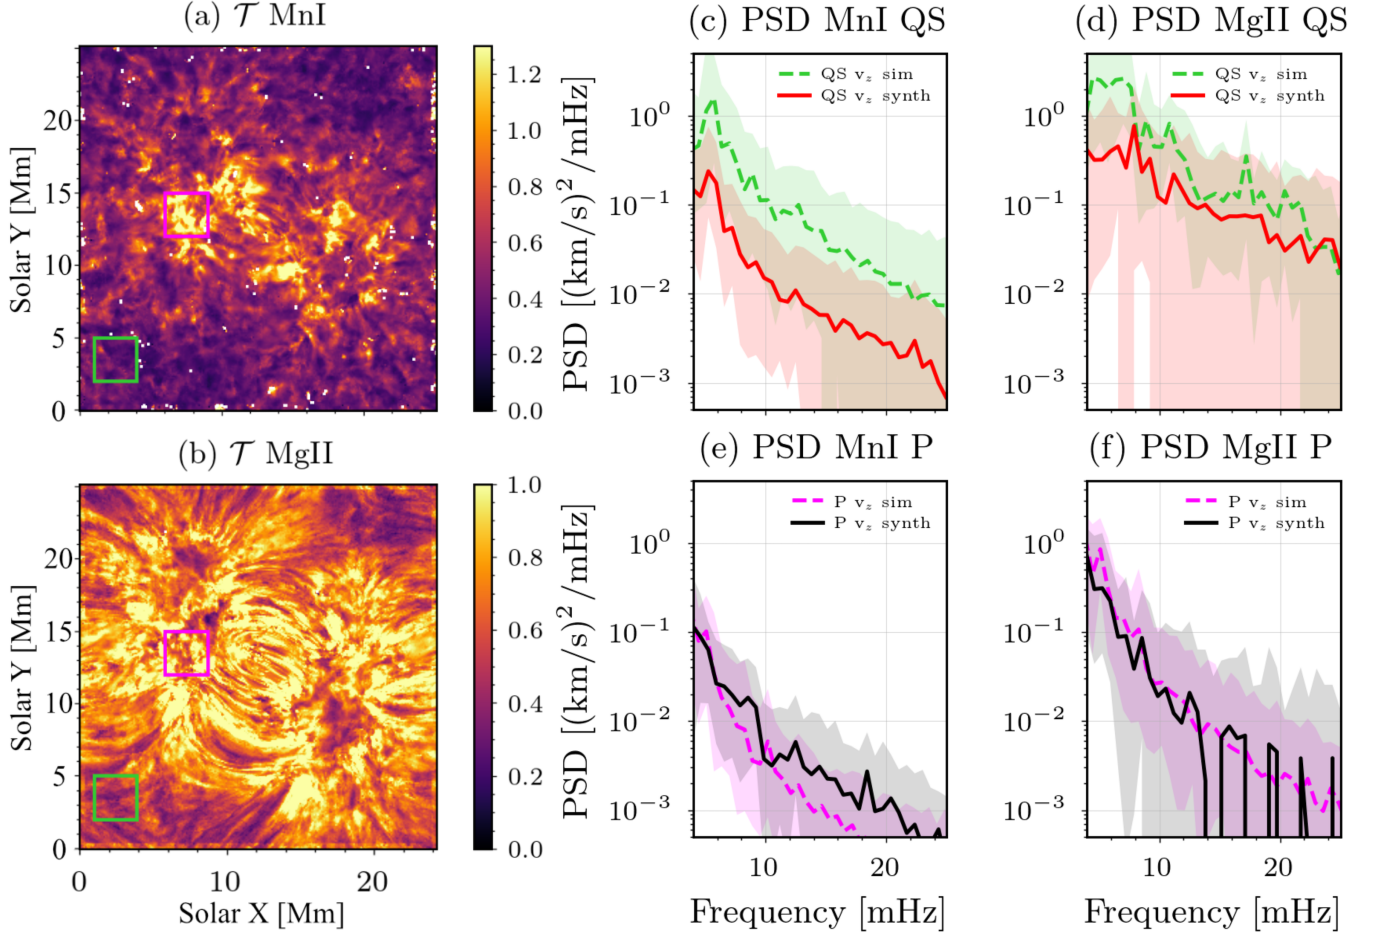 (a) 𝒯 MnI
20
15
10
5
0
Solar Y [Mm]
1.2
1.0
0.8
0.6
0.4
0.2
0.0
(b) 𝒯 MgII
20
15
10
5
0
Solar Y [Mm]
0
10
20
Solar X [Mm]
1.0
0.8
0.6
0.4
0.2
0.0
(c) PSD MnI QS
QS v_z sim
QS v_z synth
PSD [(km/s)²/mHz]
10⁰
10⁻¹
10⁻²
10⁻³
10
20
(d) PSD MgII QS
QS v_z sim
QS v_z synth
10⁰
10⁻¹
10⁻²
10⁻³
10
20
(e) PSD MnI P
P v_z sim
P v_z synth
PSD [(km/s)²/mHz]
10⁰
10⁻¹
10⁻²
10⁻³
10
20
Frequency [mHz]
(f) PSD MgII P
P v_z sim
P v_z synth
10⁰
10⁻¹
10⁻²
10⁻³
10
20
Frequency [mHz]